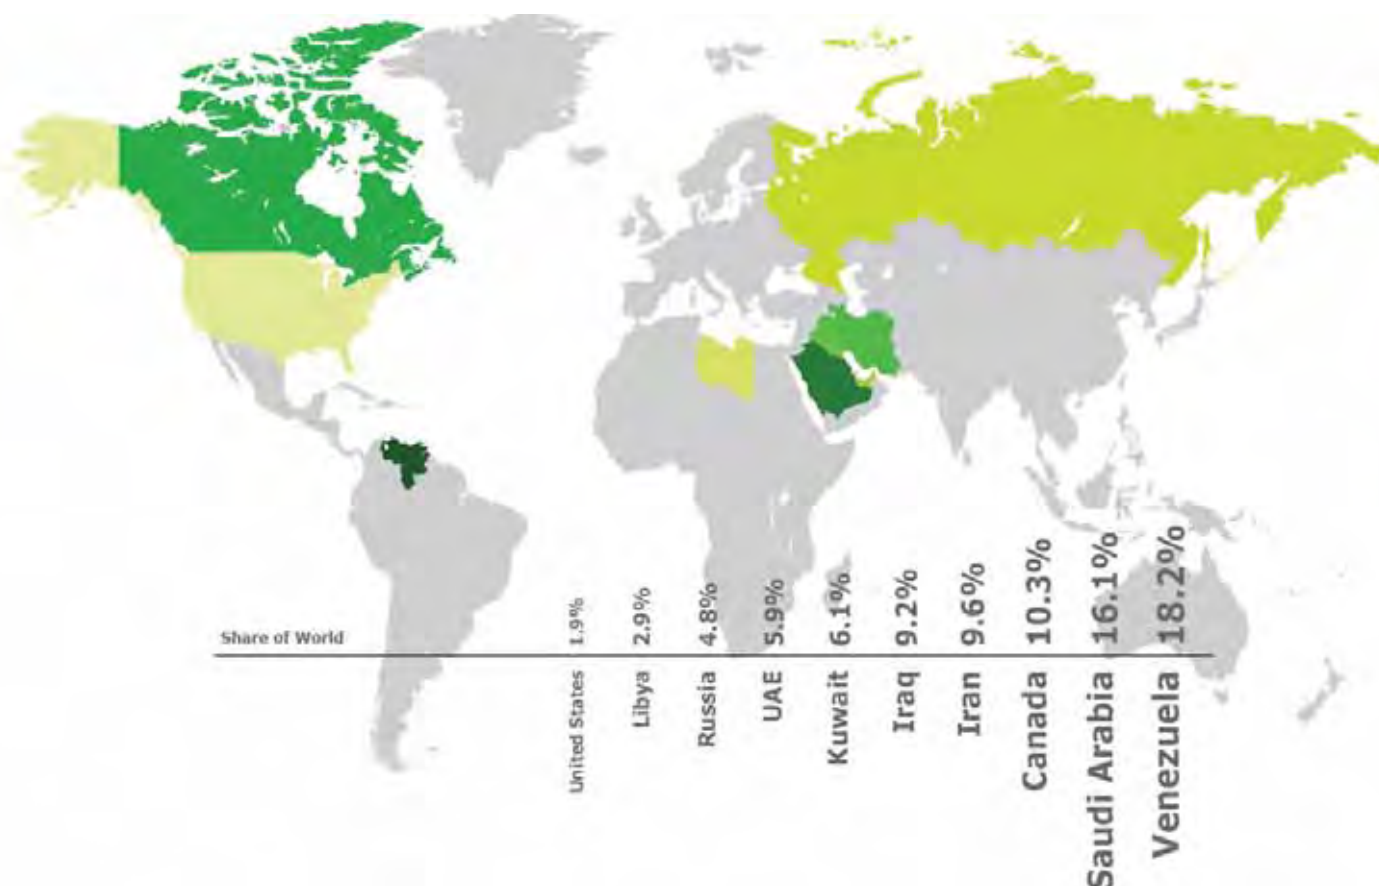 Share of World
1.9%
2.9%
4.8%
5.9%
6.1%
9.2%
9.6%
10.3%
16.1%
18.2%
United States
Libya
Russia
UAE
Kuwait
Iraq
Iran
Canada
Saudi Arabia
Venezuela